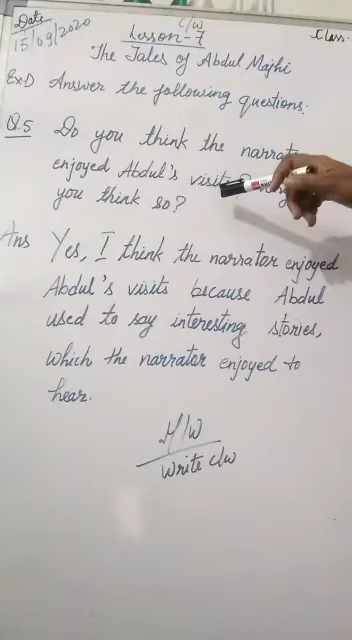 Date
15/09/2020
C/W
Class-
Lesson-7
The Tales of Abdul Majhi
Ex.D Answer the following questions.
Q.5 Do you think the narrato
enjoyed Abdul's visits?
you think so?
Ans Yes, I think the narrator enjoyed
Abdul's visits because Abdul
used to say interesting stories,
which the narrator enjoyed to
hear.
H/W
Write c/w